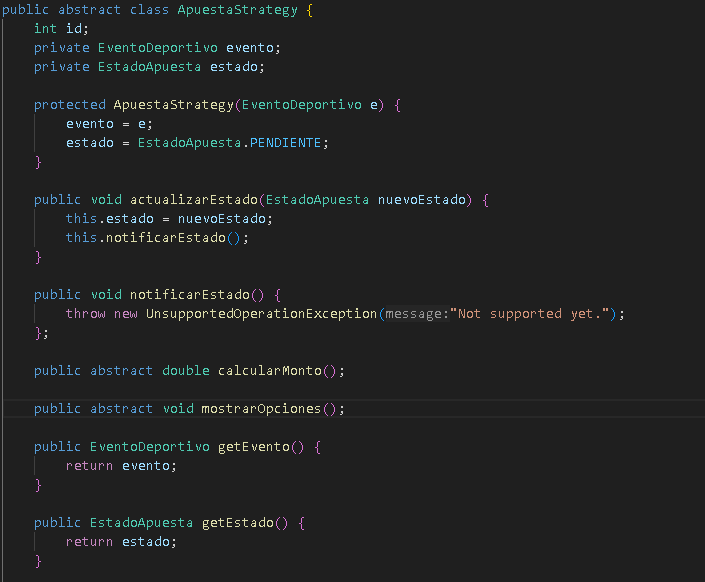 public abstract class ApuestaStrategy {
int id;
private EventoDeportivo evento;
private EstadoApuesta estado;
protected ApuestaStrategy(EventoDeportivo e) {
evento = e;
estado = EstadoApuesta.PENDIENTE;
}
public void actualizarEstado(EstadoApuesta nuevoEstado) {
this.estado = nuevoEstado;
this.notificarEstado();
}
public void notificarEstado() {
throw new UnsupportedOperationException(message:"Not supported yet.");
};
public abstract double calcularMonto();
public abstract void mostrarOpciones();
public EventoDeportivo getEvento() {
return evento;
}
public EstadoApuesta getEstado() {
return estado;
}